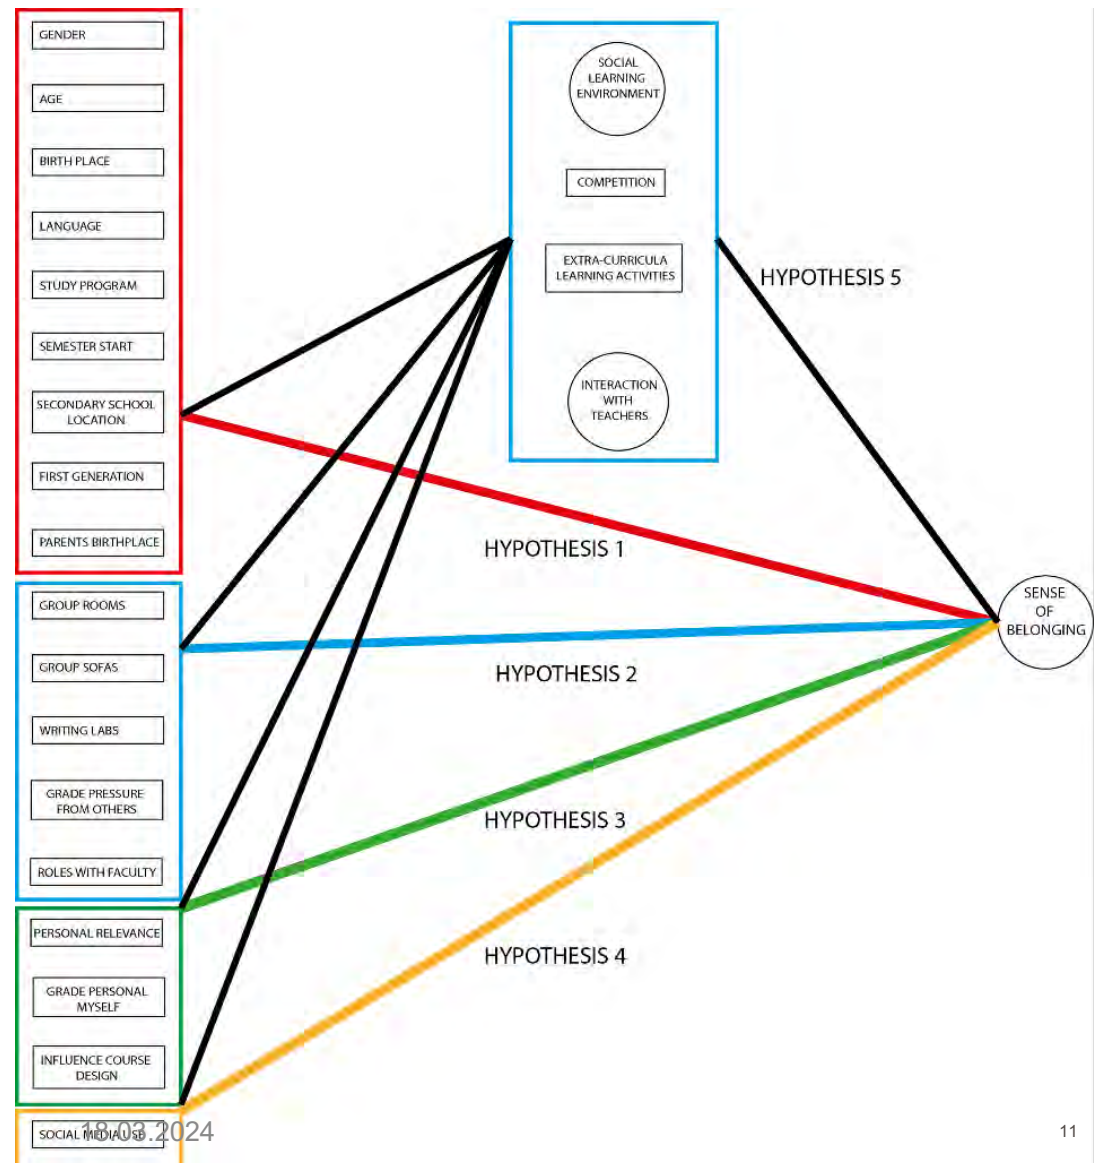 GENDER
AGE
BIRTH PLACE
LANGUAGE
STUDY PROGRAM
SEMESTER START
SECONDARY SCHOOL
LOCATION
FIRST GENERATION
PARENTS BIRTHPLACE
GROUP ROOMS
GROUP SOFAS
WRITING LABS
GRADE PRESSURE
FROM OTHERS
ROLES WITH FACULTY
PERSONAL RELEVANCE
GRADE PERSONAL
MYSELF
INFLUENCE COURSE
DESIGN
SOCIAL MEDIA USE
18.03.2024
SOCIAL
LEARNING
ENVIRONMENT
COMPETITION
EXTRA-CURRICULA
LEARNING ACTIVITIES
INTERACTION
WITH
TEACHERS
HYPOTHESIS 5
HYPOTHESIS 1
HYPOTHESIS 2
HYPOTHESIS 3
HYPOTHESIS 4
SENSE
OF
BELONGING
11